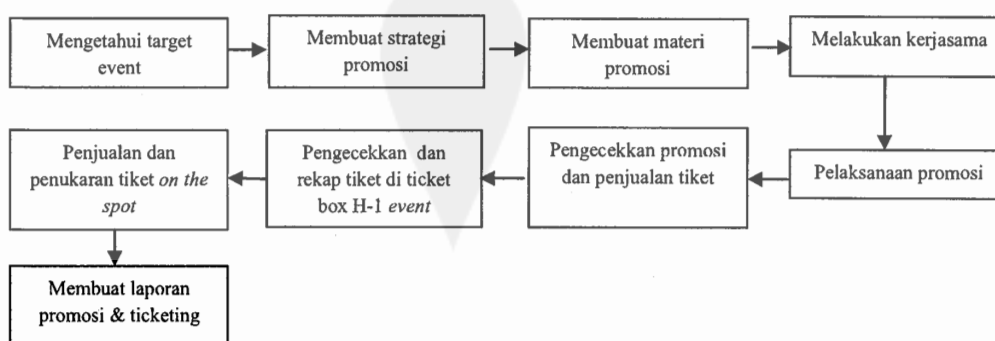 Mengetahui target
event
Membuat strategi
promosi
Membuat materi
promosi
Melakukan kerjasama
Pelaksanaan promosi
Pengecekkan promosi
dan penjualan tiket
Pengecekkan dan
rekap tiket di ticket
box H-1 event
Penjualan dan
penukaran tiket on the
spot
Membuat laporan
promosi & ticketing